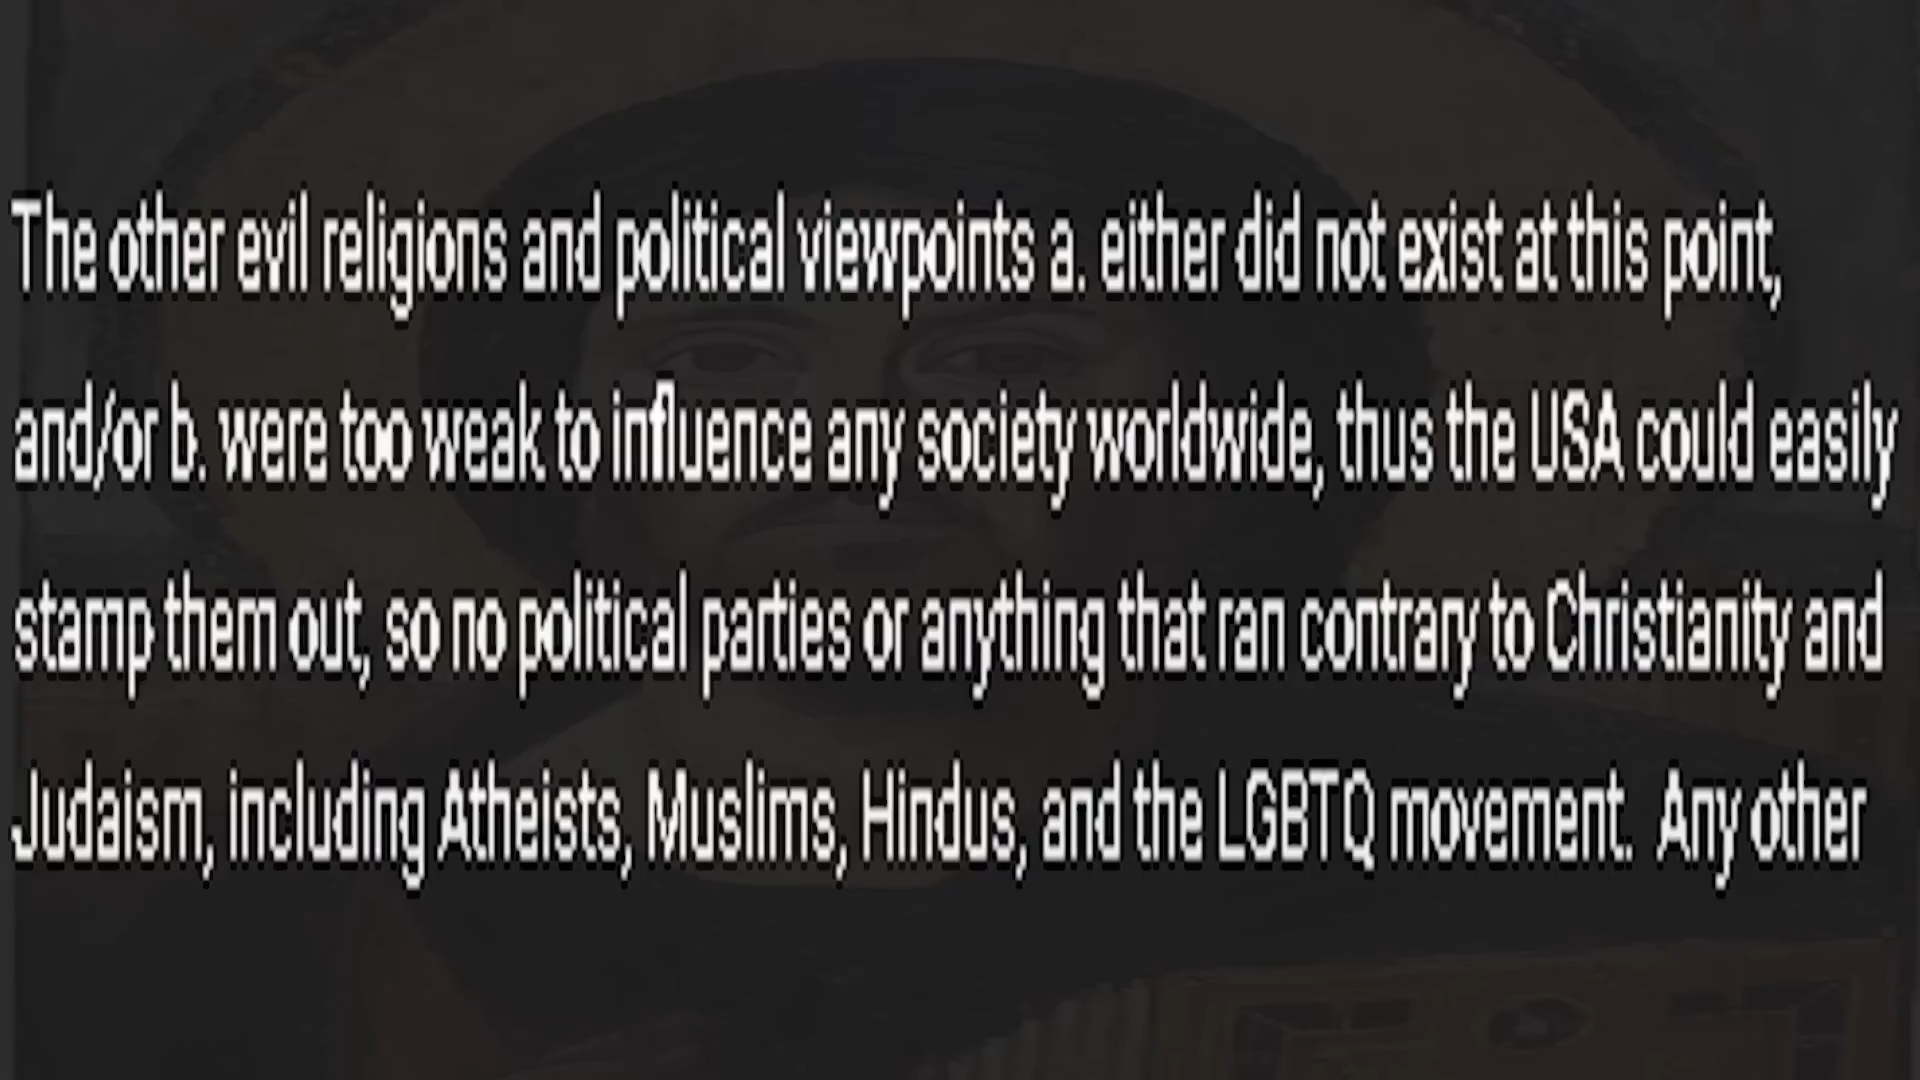 The other evil religions and political viewpoints a. either did not exist at this point,
and/or b. were too weak to influence any society worldwide, thus the USA could easily
stamp them out, so no political parties or anything that ran contrary to Christianity and
Judaism, including Atheists, Muslims, Hindus, and the LGBTQ movement.  Any other